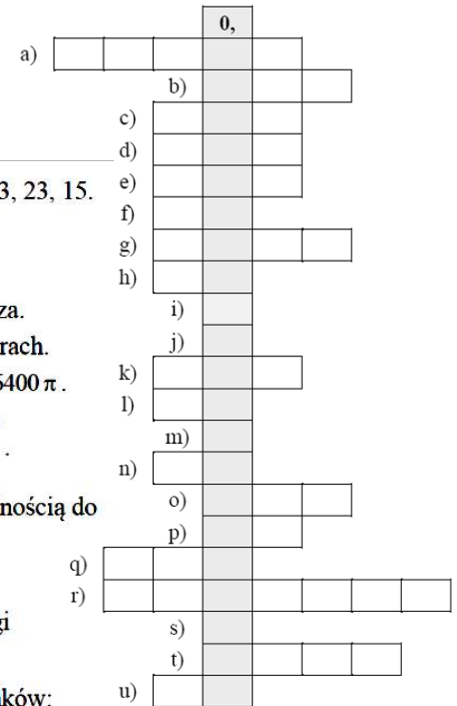 0,
a)
b)
c)
d)
e)
3, 23, 15.
f)
g)
h)
za.
i)
rach.
j)
k)
6400 π .
l)
m)
.
n)
o)
nością do
p)
q)
r)
gi
s)
t)
u)
ków: